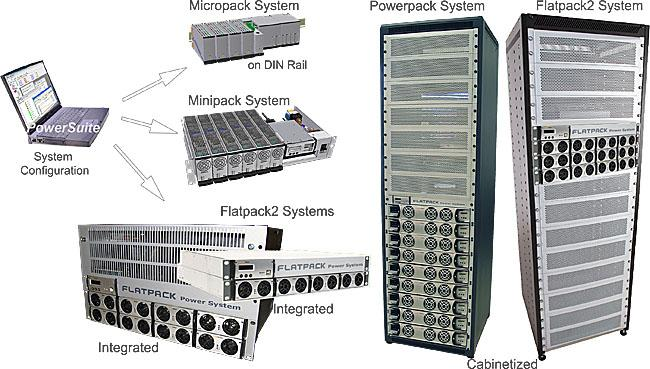 Micropack System
on DIN Rail
Powerpack System
Flatpack2 System
PowerSuite
System
Configuration
Minipack System
FLATPACK Power System
Flatpack2 Systems
FLATPACK Power System
Integrated
FLATPACK Power System
Integrated
Cabinetized